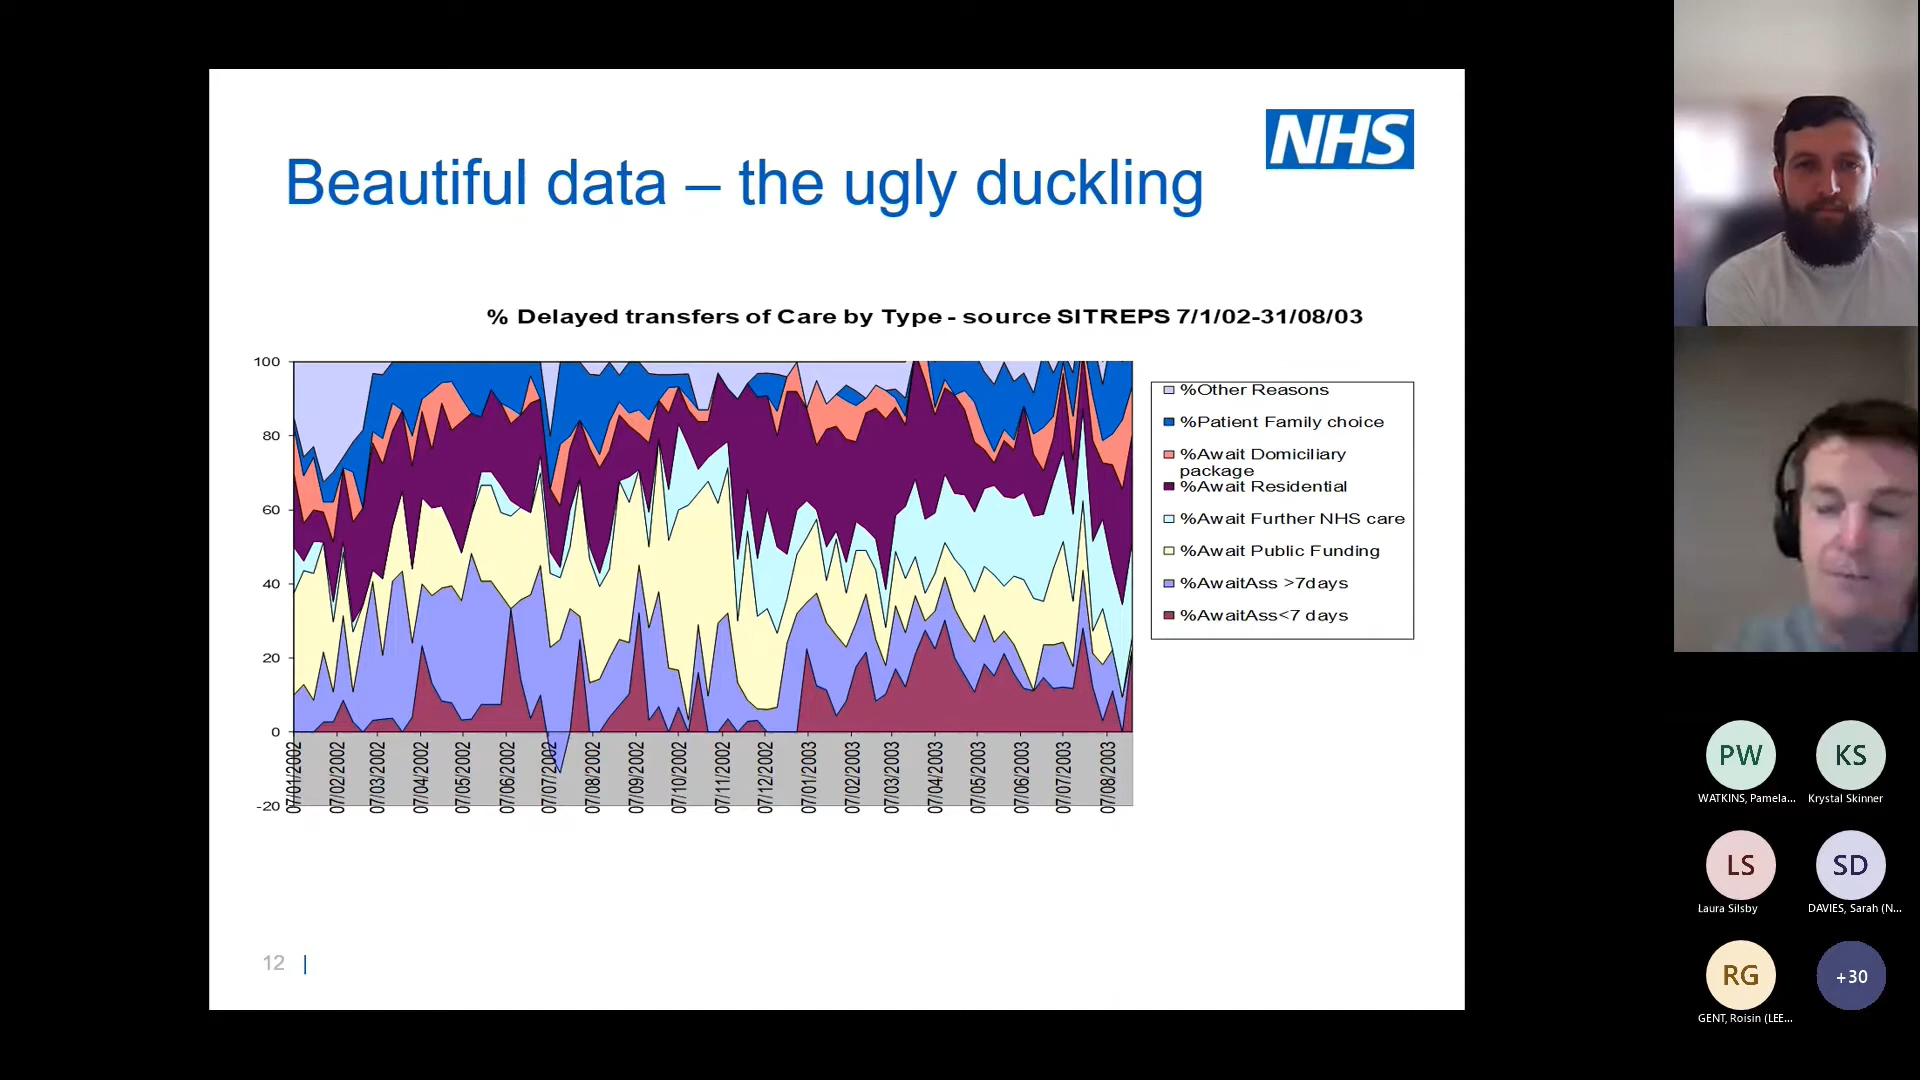 NHS
Beautiful data – the ugly duckling
% Delayed transfers of Care by Type - source SITREPS 7/1/02-31/08/03
100
80
60
40
20
0
-20
07/01/2002
07/02/2002
07/03/2002
07/04/2002
07/05/2002
07/06/2002
07/07/2002
07/08/2002
07/09/2002
07/10/2002
07/11/2002
07/12/2002
07/01/2003
07/02/2003
07/03/2003
07/04/2003
07/05/2003
07/06/2003
07/07/2003
07/08/2003
%Other Reasons
%Patient Family choice
%Await Domiciliary
package
%Await Residential
%Await Further NHS care
%Await Public Funding
%AwaitAss >7days
%AwaitAss<7 days
12
PW
WATKINS, Pamela...
KS
Krystal Skinner
LS
Laura Silsby
SD
DAVIES, Sarah (N...
RG
GENT, Roisin (LEE...
+30